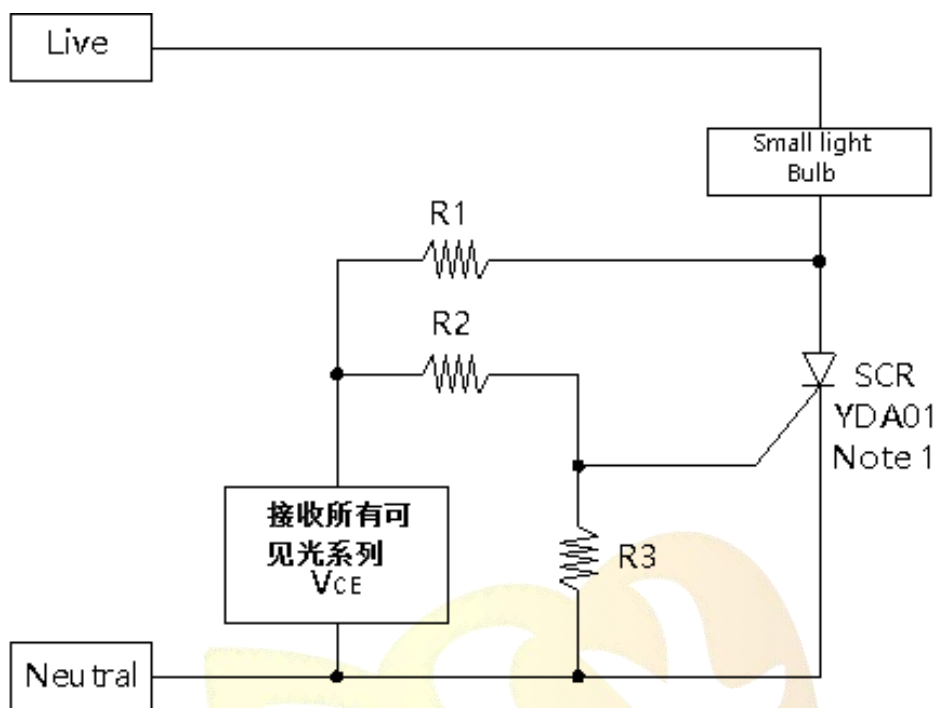 Live
Small light
Bulb
R1
R2
SCR
YDA01
Note 1
接收所有可
见光系列
VCE
R3
Neutral